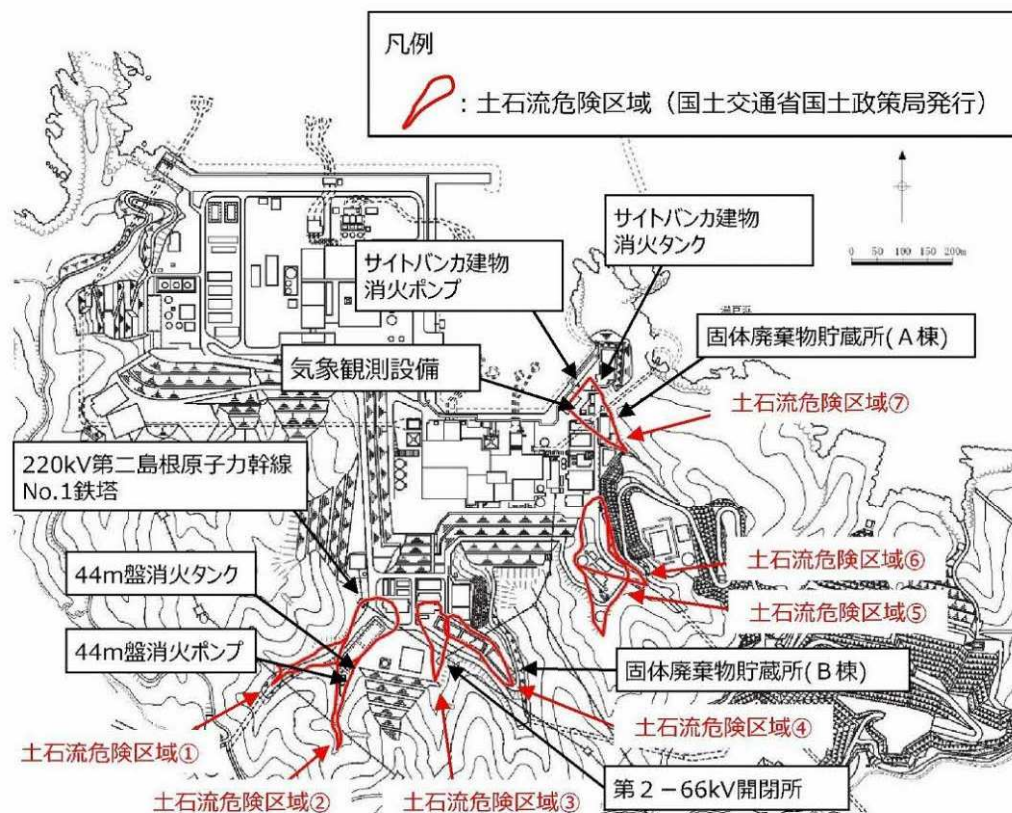 凡例
：土石流危険区域（国土交通省国土政策局発行）
サイトバンカ建物
消火タンク
サイトバンカ建物
消火ポンプ
0 50 100 150 200m
固体廃棄物貯蔵所(A棟)
気象観測設備
土石流危険区域⑦
220kV第二島根原子力幹線
No.1鉄塔
44m盤消火タンク
土石流危険区域⑥
土石流危険区域⑤
44m盤消火ポンプ
固体廃棄物貯蔵所(B棟)
土石流危険区域④
土石流危険区域①
第2－66kV開閉所
土石流危険区域②
土石流危険区域③